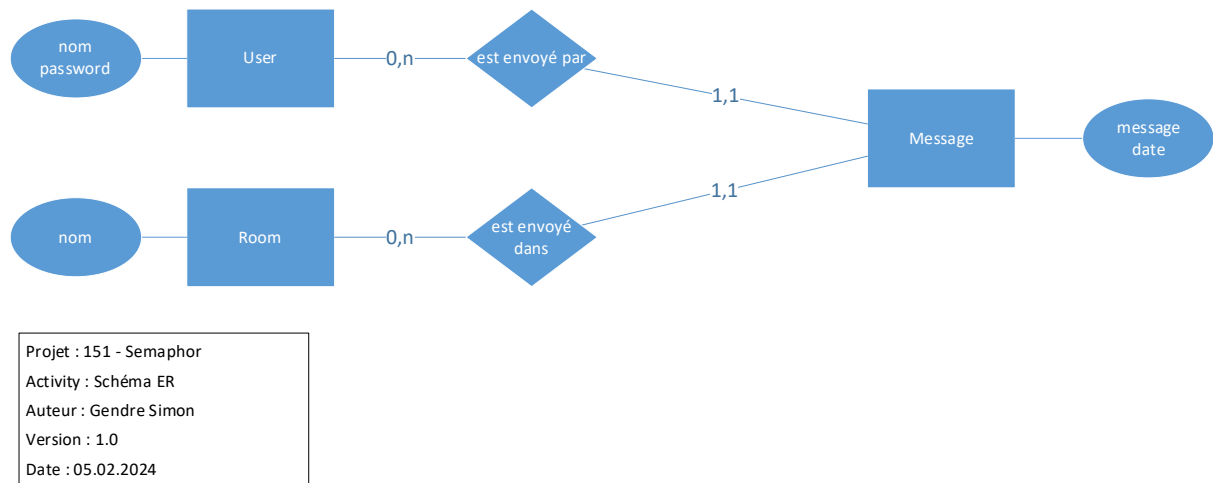 nom
password
User
0,n
est envoyé par
1,1
Message
message
date
nom
Room
0,n
est envoyé
dans
1,1
Projet : 151 - Semaphor
Activity : Schéma ER
Auteur : Gendre Simon
Version : 1.0
Date : 05.02.2024